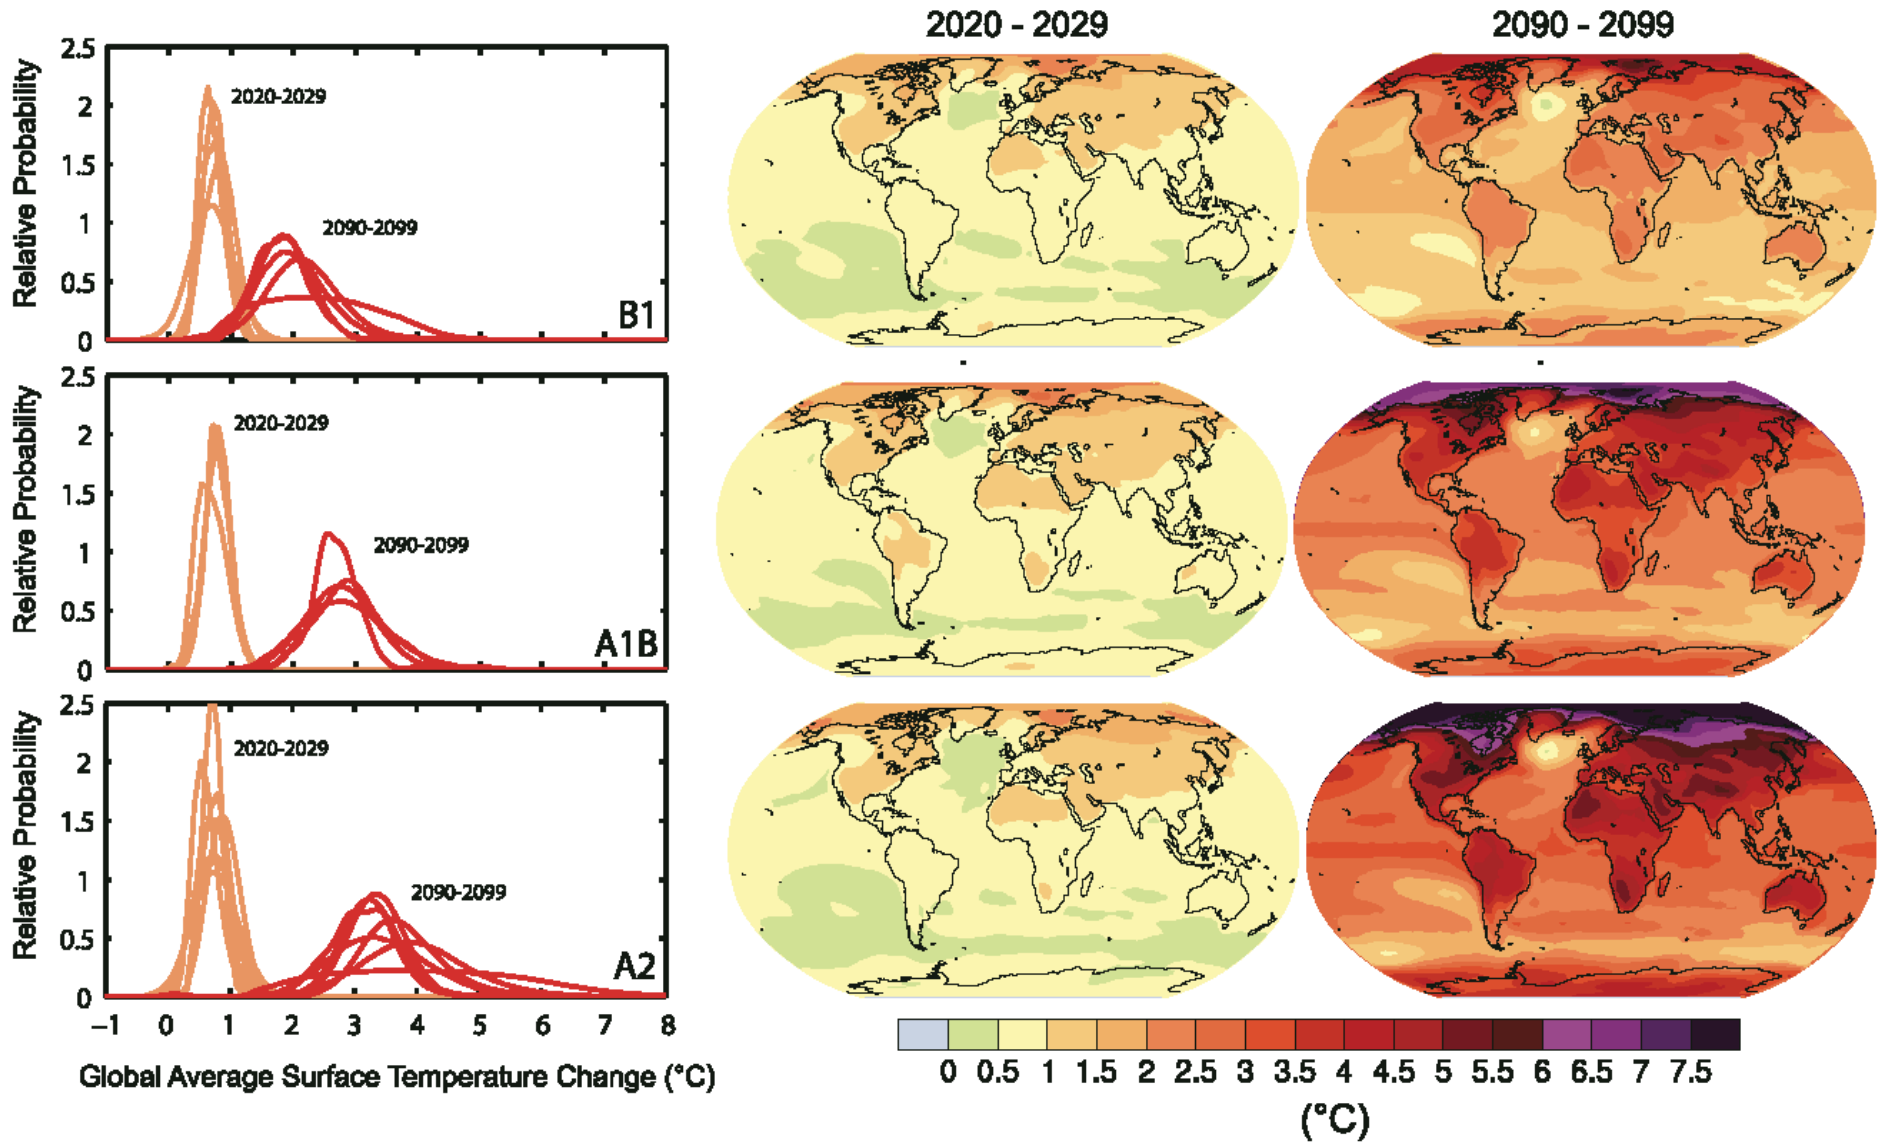 2020 - 2029
2090 - 2099
2.5
2
1.5
1
0.5
0
Relative Probability
2020-2029
2090-2099
B1
2.5
2
1.5
1
0.5
0
Relative Probability
2020-2029
2090-2099
A1B
2.5
2
1.5
1
0.5
0
Relative Probability
2020-2029
2090-2099
A2
−1 0 1 2 3 4 5 6 7 8
Global Average Surface Temperature Change (°C)
0 0.5 1 1.5 2 2.5 3 3.5 4 4.5 5 5.5 6 6.5 7 7.5
(°C)